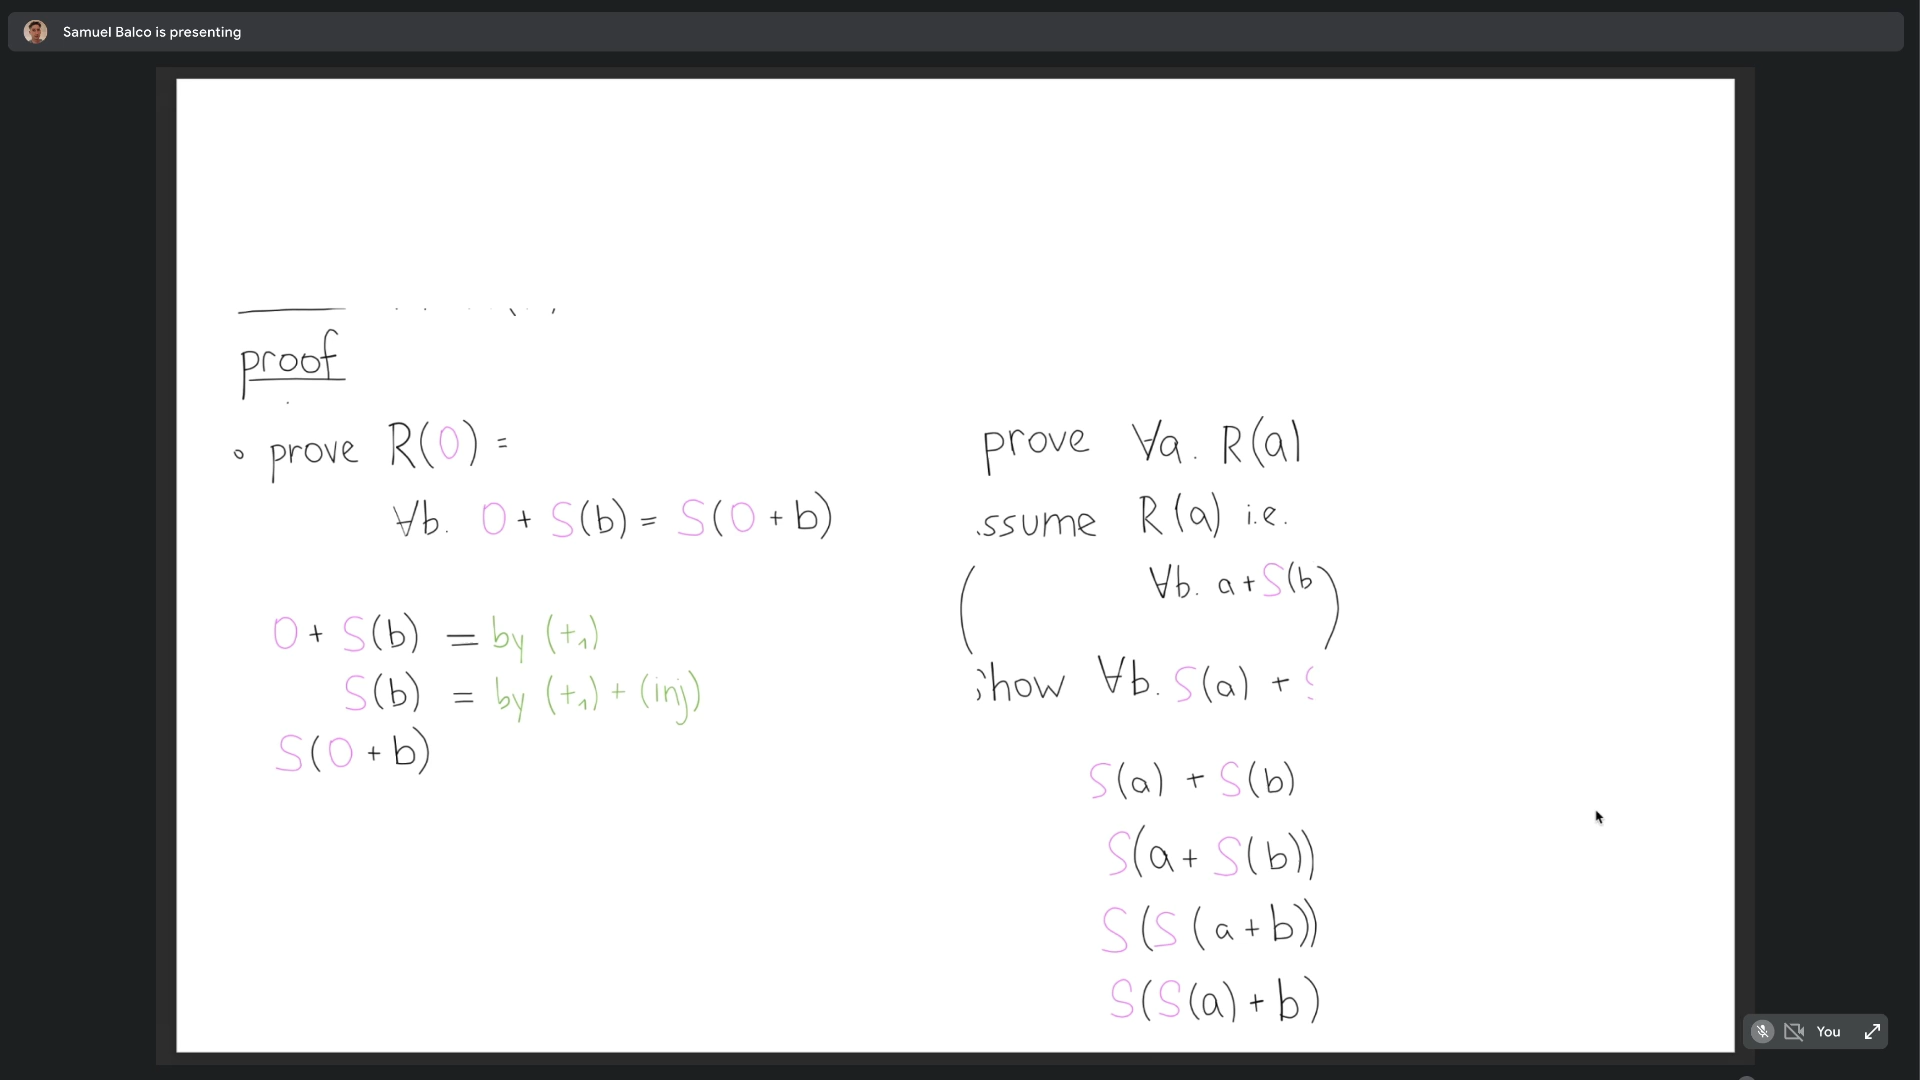 Samuel Balco is presenting
proof
prove R(0) =
∀b. 0 + S(b) = S(0 + b)
0 + S(b) = by (+₁)
S(b) = by (+₁) + (inj)
S(0 + b)
prove ∀a. R(a)
ssume R(a) i.e.
( ∀b. a + S(b )
how ∀b. S(a) +
S(a) + S(b)
S(a + S(b))
S(S(a+b))
S(S(a) + b)
You